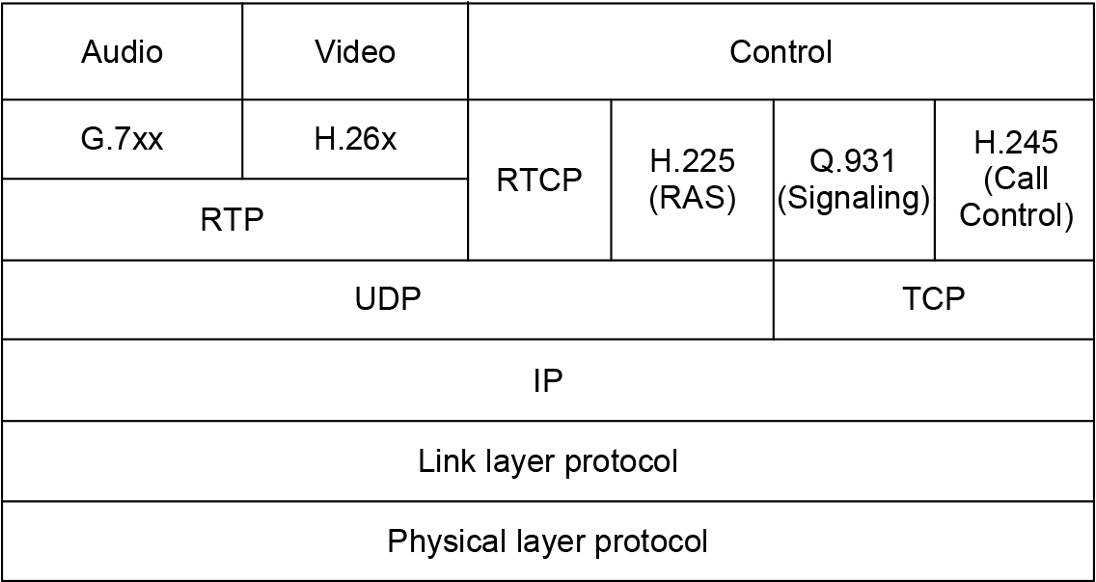 Audio
Video
Control
G.7xx
H.26x
RTCP
H.225
(RAS)
Q.931
(Signaling)
H.245
(Call
Control)
RTP
UDP
TCP
IP
Link layer protocol
Physical layer protocol